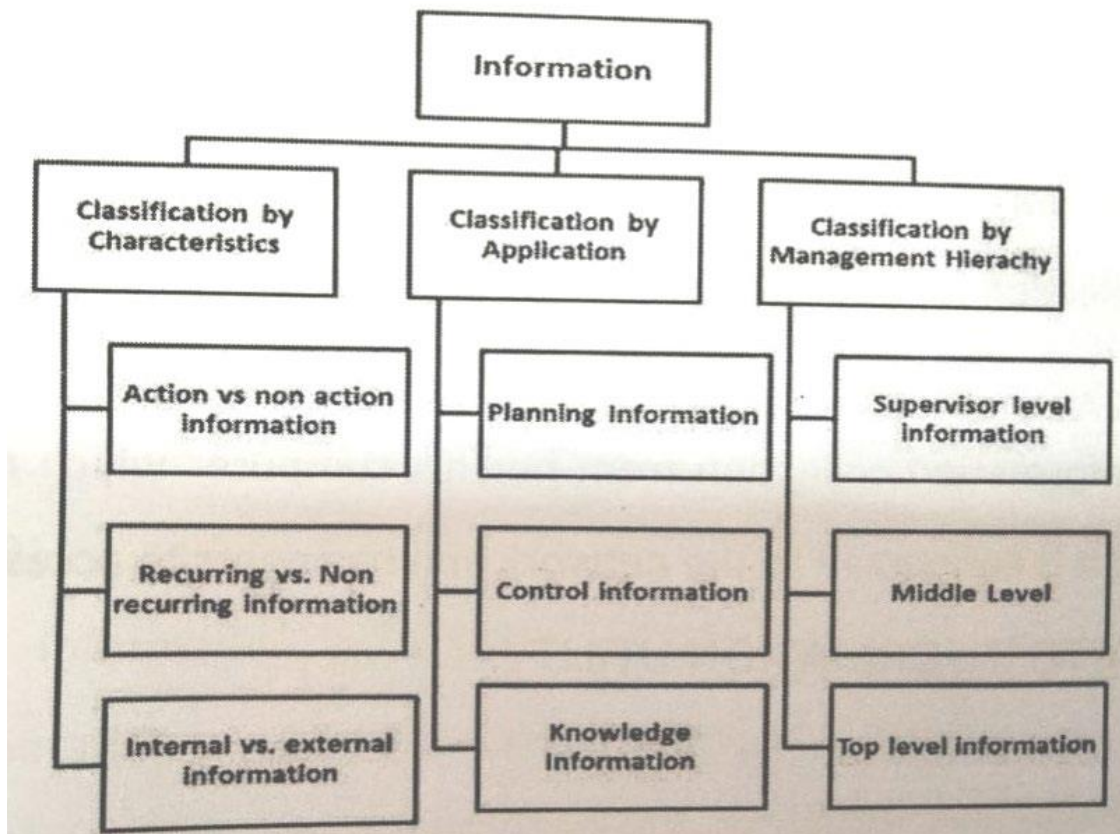 Information
Classification by
Characteristics
Classification by
Application
Classification by
Management Hierachy
Action vs non action
information
Planning Information
Supervisor level
information
Recurring vs. Non
recurring information
Control information
Middle Level
Internal vs. external
information
Knowledge
Information
Top level information